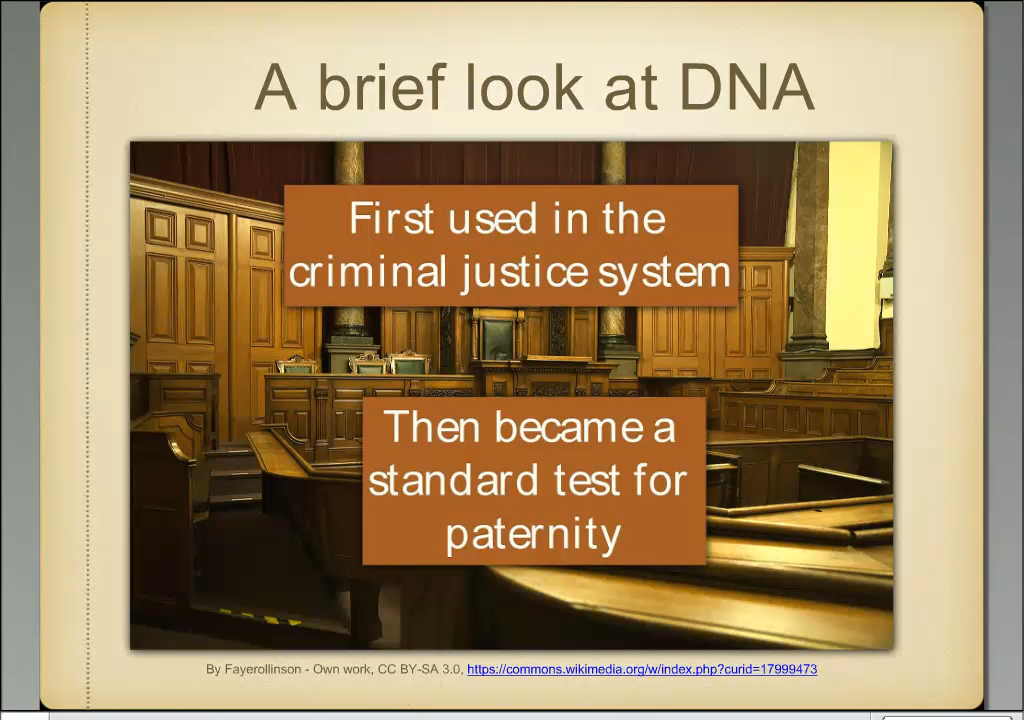 A brief look at DNA
First used in the
criminal justice system
Then became a
standard test for
paternity
By Fayerollinson - Own work, CC BY-SA 3.0, https://commons.wikimedia.org/w/index.php?curid=17999473